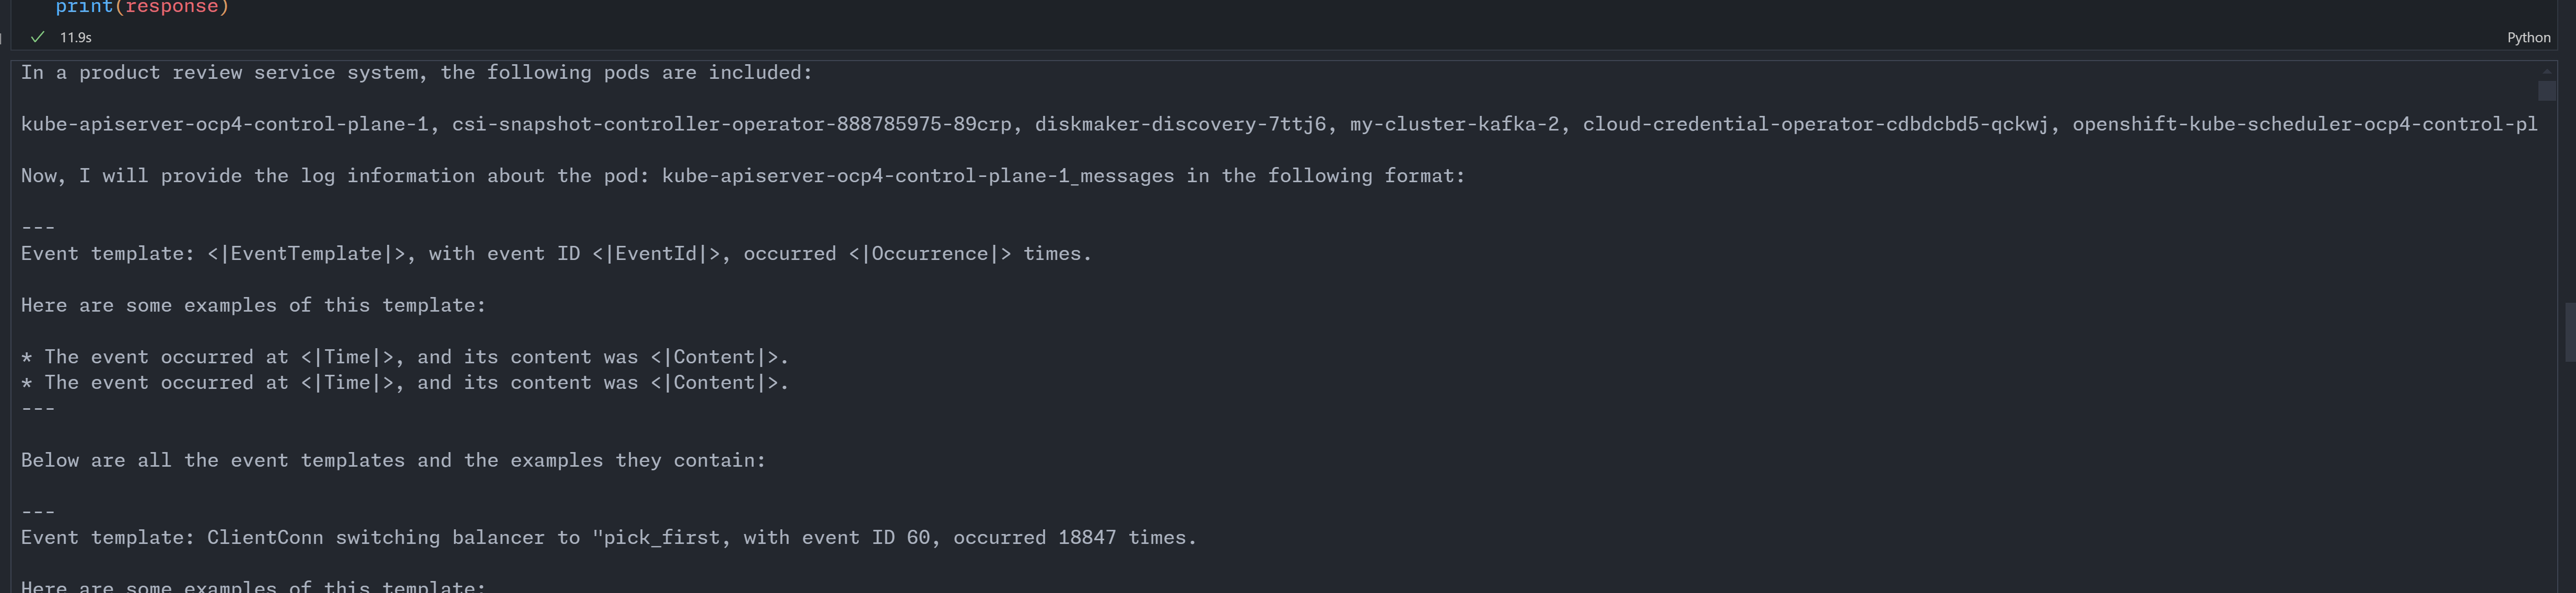 print(response)
11.9s
Python
In a product review service system, the following pods are included:
kube-apiserver-ocp4-control-plane-1, csi-snapshot-controller-operator-888785975-89crp, diskmaker-discovery-7ttj6, my-cluster-kafka-2, cloud-credential-operator-cdbdcbd5-qckwj, openshift-kube-scheduler-ocp4-control-pl
Now, I will provide the log information about the pod: kube-apiserver-ocp4-control-plane-1_messages in the following format:
---
Event template: <|EventTemplate|>, with event ID <|EventId|>, occurred <|Occurrence|> times.
Here are some examples of this template:
* The event occurred at <|Time|>, and its content was <|Content|>.
* The event occurred at <|Time|>, and its content was <|Content|>.
---
Below are all the event templates and the examples they contain:
---
Event template: ClientConn switching balancer to "pick_first, with event ID 60, occurred 18847 times.
Here are some examples of this template: